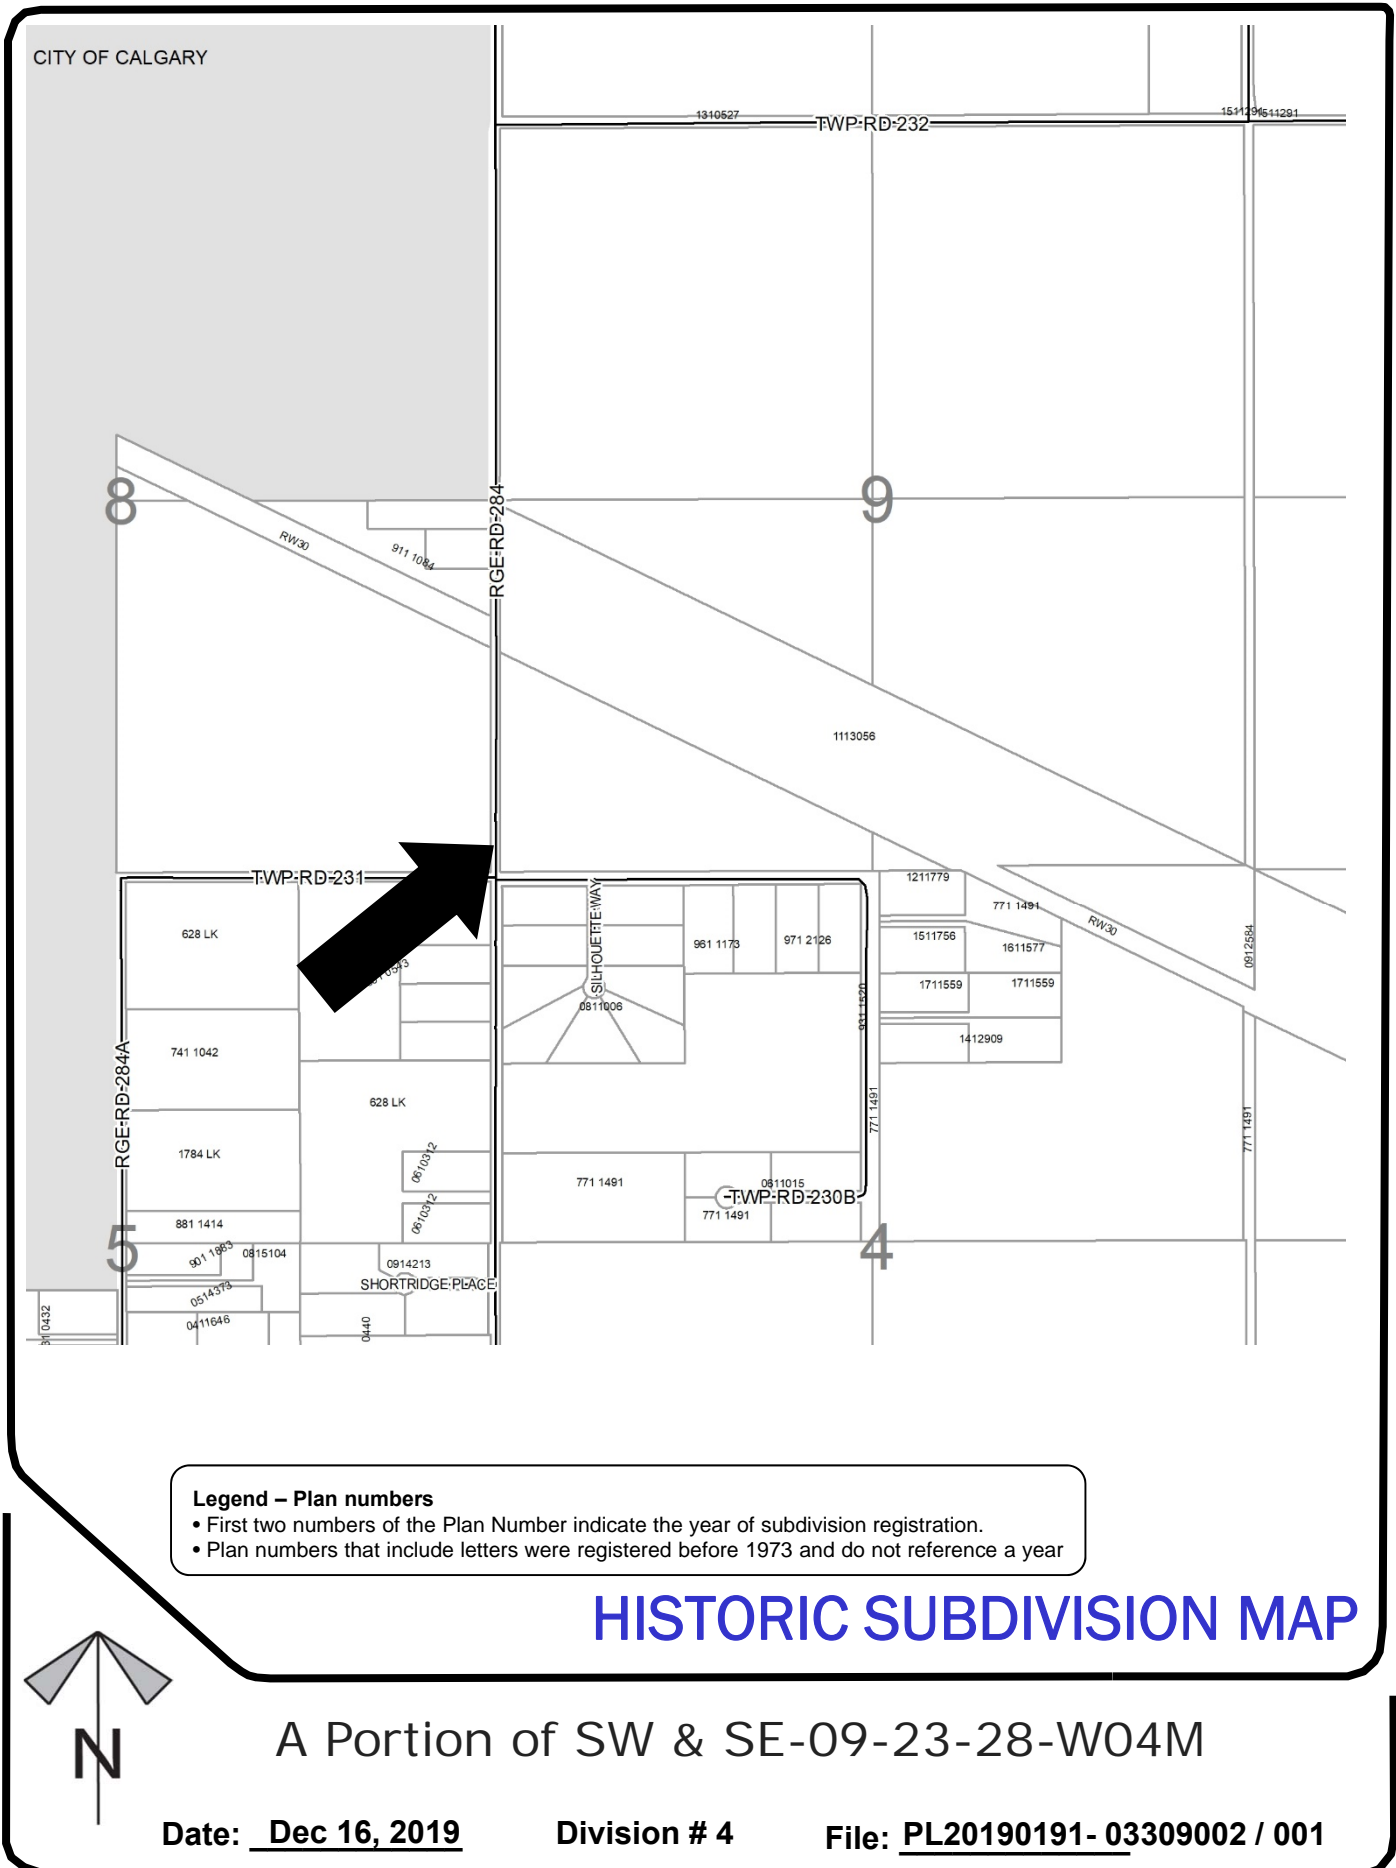 CITY OF CALGARY
1310527
TWP RD 232
1511291
1511291
8
9
RW30
911 1084
RGE RD 284
1113056
TWP RD 231
1211779
771 1491
RW30
628 LK
SILHOUETTE WAY
961 1173
971 2126
1511756
1611577
0912584
1711559
1711559
0811006
931 1520
1412909
741 1042
RGE RD 284A
628 LK
771 1491
771 1491
1784 LK
0610312
771 1491
0611015
TWP RD 230B
771 1491
0610312
881 1414
5
4
901 1883
0815104
0914213
SHORTRIDGE PLACE
0514373
0411646
0440
Legend – Plan numbers
• First two numbers of the Plan Number indicate the year of subdivision registration.
• Plan numbers that include letters were registered before 1973 and do not reference a year
HISTORIC SUBDIVISION MAP
N
A Portion of SW & SE-09-23-28-W04M
Date: Dec 16, 2019 Division # 4 File: PL20190191- 03309002 / 001